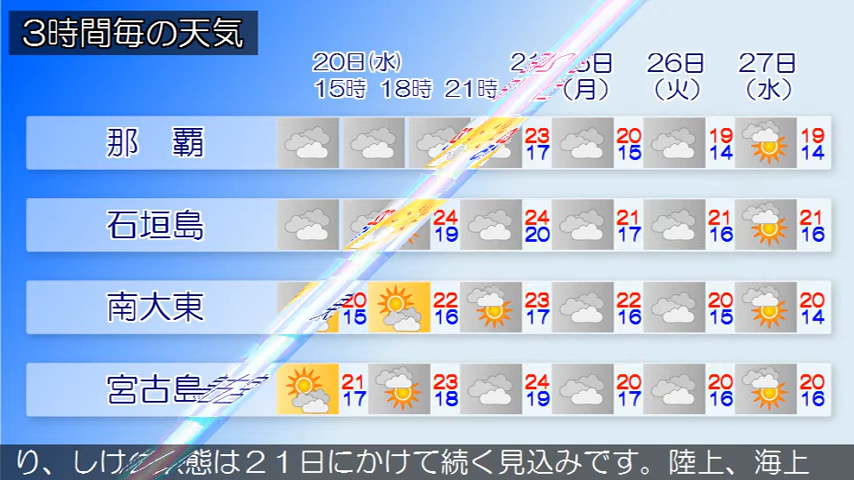 3時間毎の天気
20日(水)
15時 18時 21時
日 26日 27日
(月) (火) (水)
那覇 23 17 20 15 19 14 19 14
石垣島 24 19 24 20 21 17 21 16 21 16
南大東 20 15 22 16 23 17 22 16 20 15 20 14
宮古島 21 17 23 18 24 19 20 17 20 16 20 16
り、しけの状態は21日にかけて続く見込みです。陸上、海上